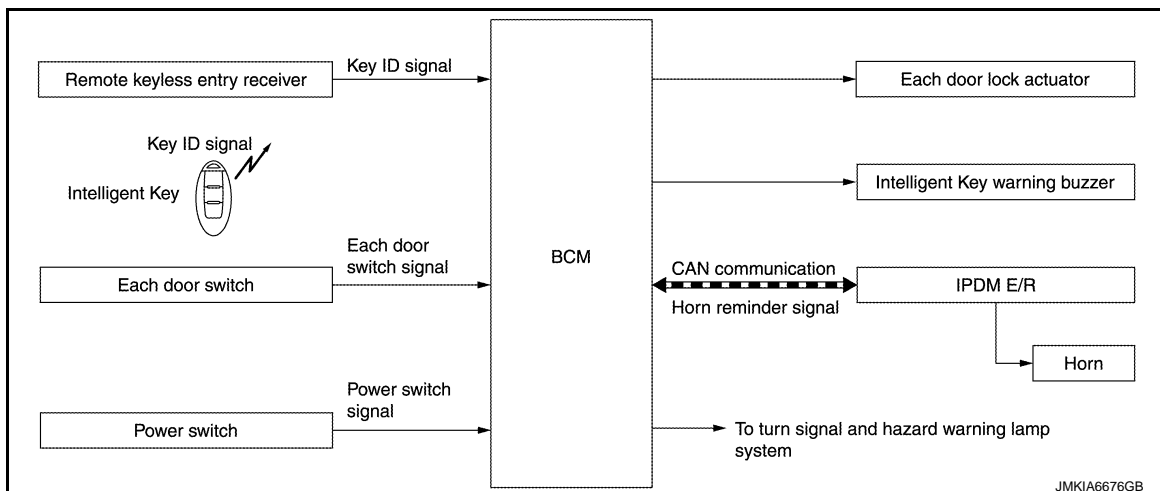 Remote keyless entry receiver
Key ID signal
Each door lock actuator
Key ID signal
Intelligent Key
Intelligent Key warning buzzer
Each door
switch signal
BCM
CAN communication
Each door switch
IPDM E/R
Horn reminder signal
Horn
Power switch
signal
Power switch
To turn signal and hazard warning lamp
system
JMKIA6676GB